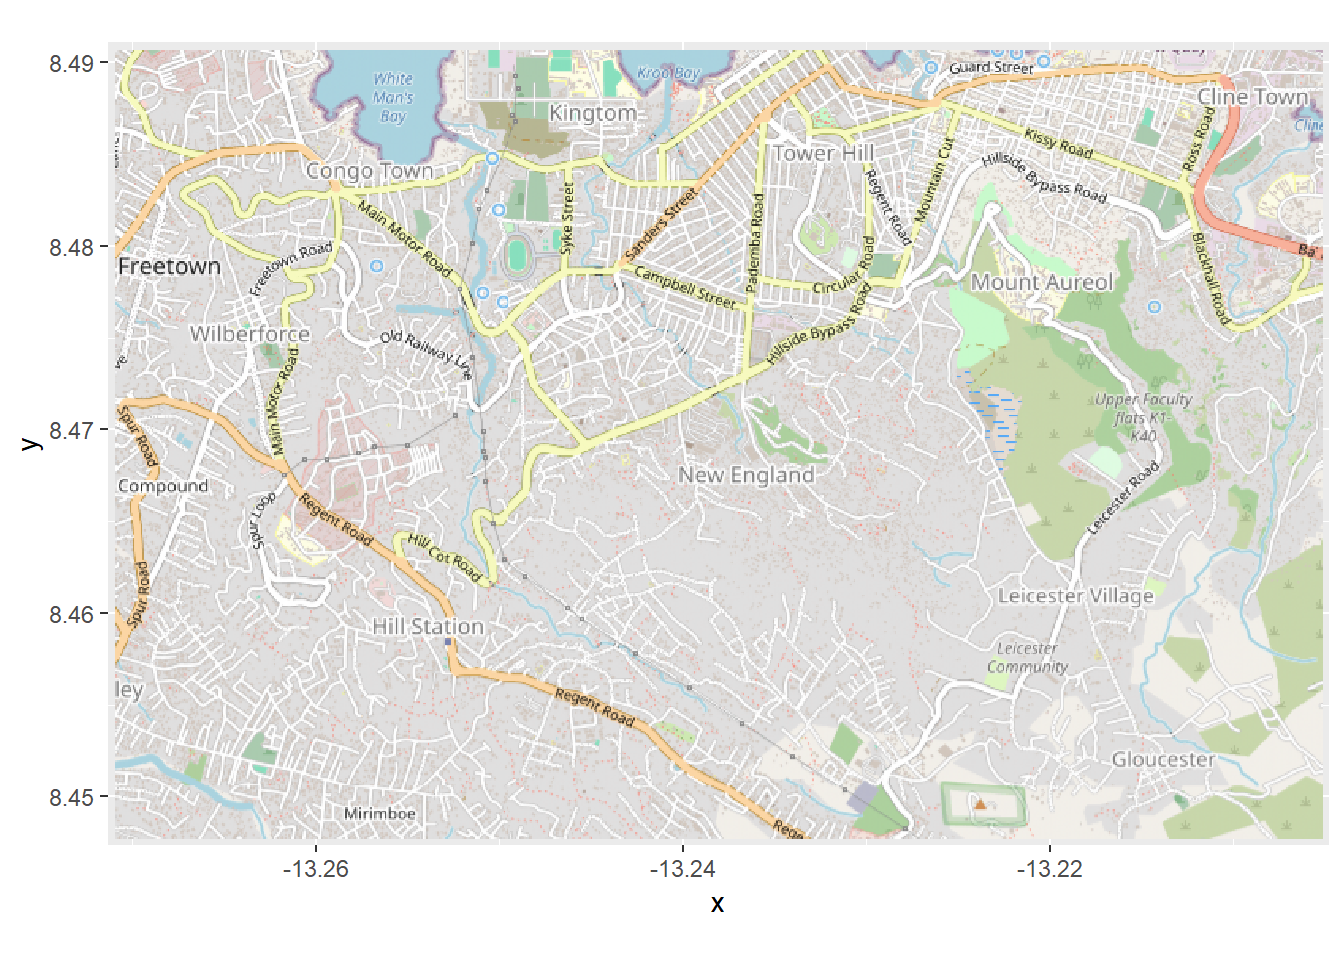 8.49
8.48
8.47
8.46
8.45
y
White
Man's
Bay
Kroo Bay
Guard Street
Cline Town
Kingtom
Congo Town
Tower Hill
Kissy Road
Ross Road
Hillside Bypass Road
Mountain Cut
Regent Road
Syke Street
Sanders Street
Pademba Road
Main Motor Road
Freetown Road
Freetown
Campbell Street
Circular Road
Mount Aureol
Blackhall Road
Wilberforce
Old Railway Line
Hillside Bypass Road
Main Motor Road
Upper Faculty
flats K1-
K40
Spur Road
Compound
New England
Leicester Road
Spur Loop
Regent Road
Hill Cot Road
Spur Road
Leicester Village
Hill Station
Leicester
Community
ley
Regent Road
Gloucester
Mirimboe
Rege
-13.26
-13.24
-13.22
x